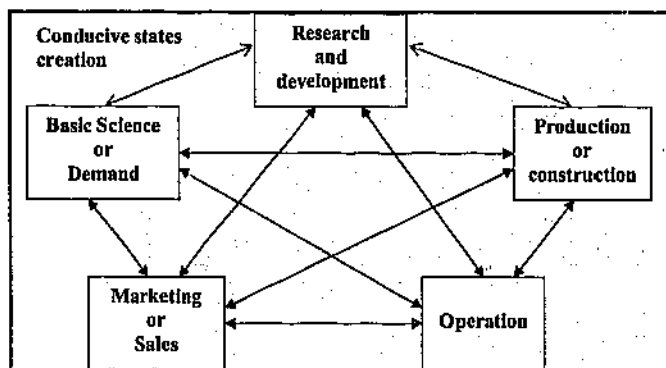 Conducive states
creation
Research
and
development
Basic Science
or
Demand
Production
or
construction
Marketing
or
Sales
Operation